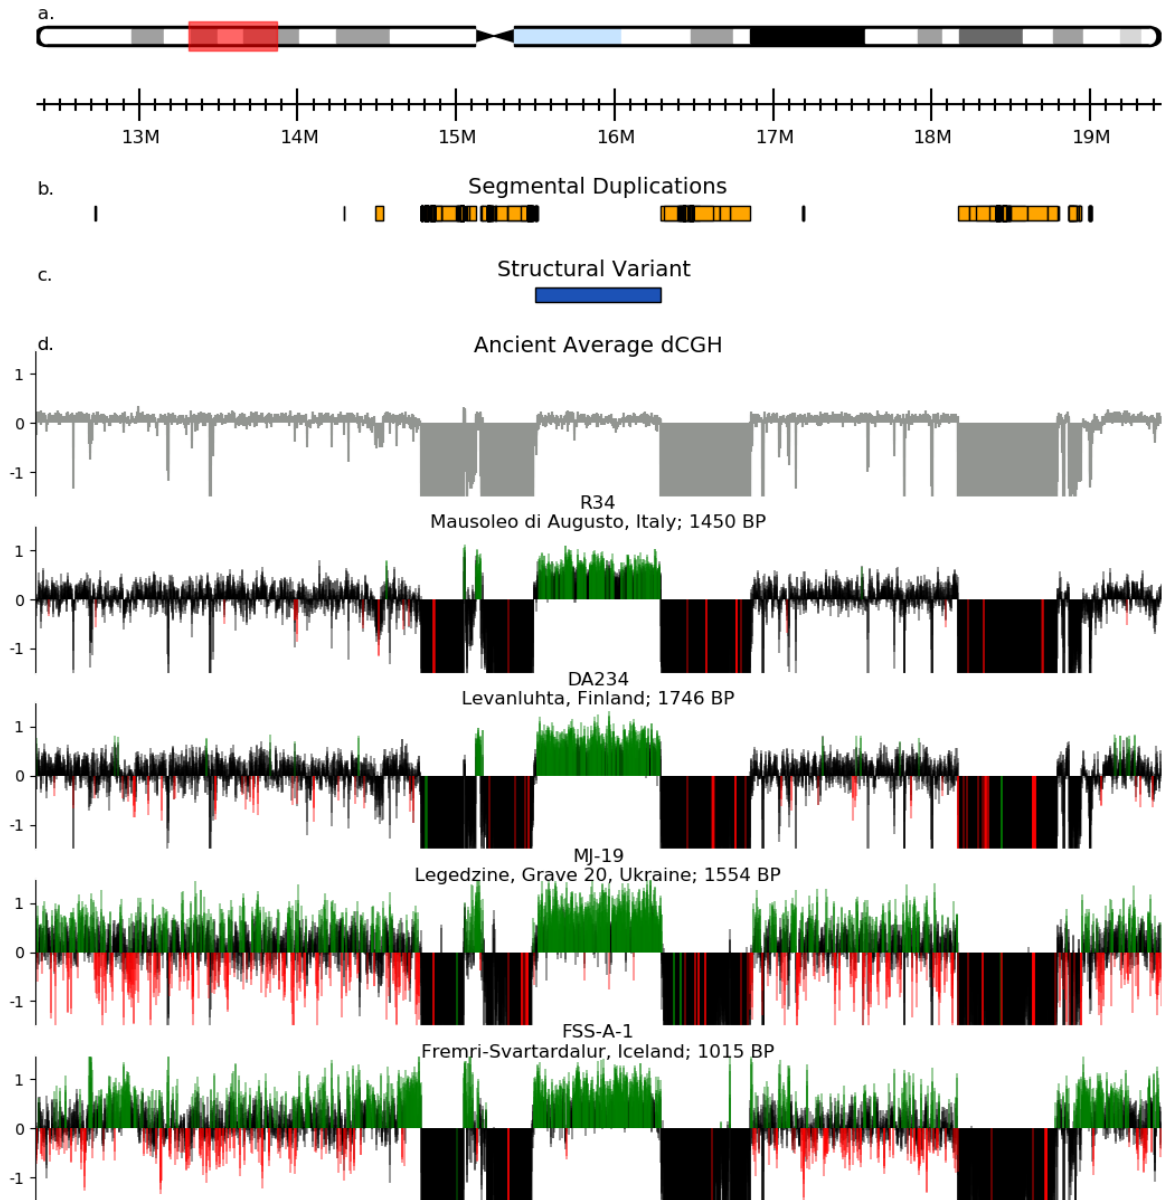 a.
13M 14M 15M 16M 17M 18M 19M
b.
Segmental Duplications
c.
Structural Variant
d.
Ancient Average dCGH
1
0
-1
R34
Mausoleo di Augusto, Italy; 1450 BP
1
0
-1
DA234
Levanluhta, Finland; 1746 BP
1
0
-1
MJ-19
Legedzine, Grave 20, Ukraine; 1554 BP
1
0
-1
FSS-A-1
Fremri-Svartardalur, Iceland; 1015 BP
1
0
-1